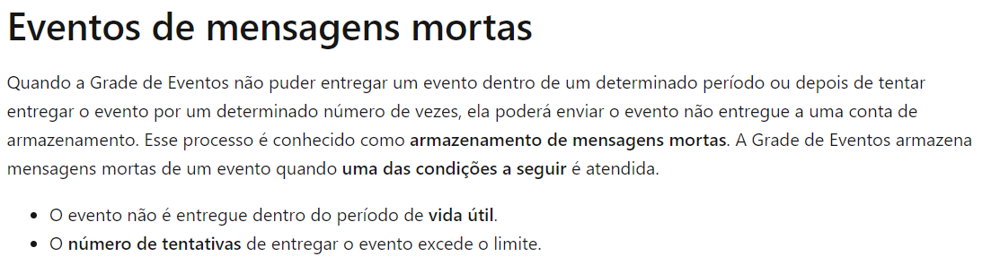 Eventos de mensagens mortas
Quando a Grade de Eventos não puder entregar um evento dentro de um determinado período ou depois de tentar
entregar o evento por um determinado número de vezes, ela poderá enviar o evento não entregue a uma conta de
armazenamento. Esse processo é conhecido como armazenamento de mensagens mortas. A Grade de Eventos armazena
mensagens mortas de um evento quando uma das condições a seguir é atendida.
• O evento não é entregue dentro do período de vida útil.
• O número de tentativas de entregar o evento excede o limite.